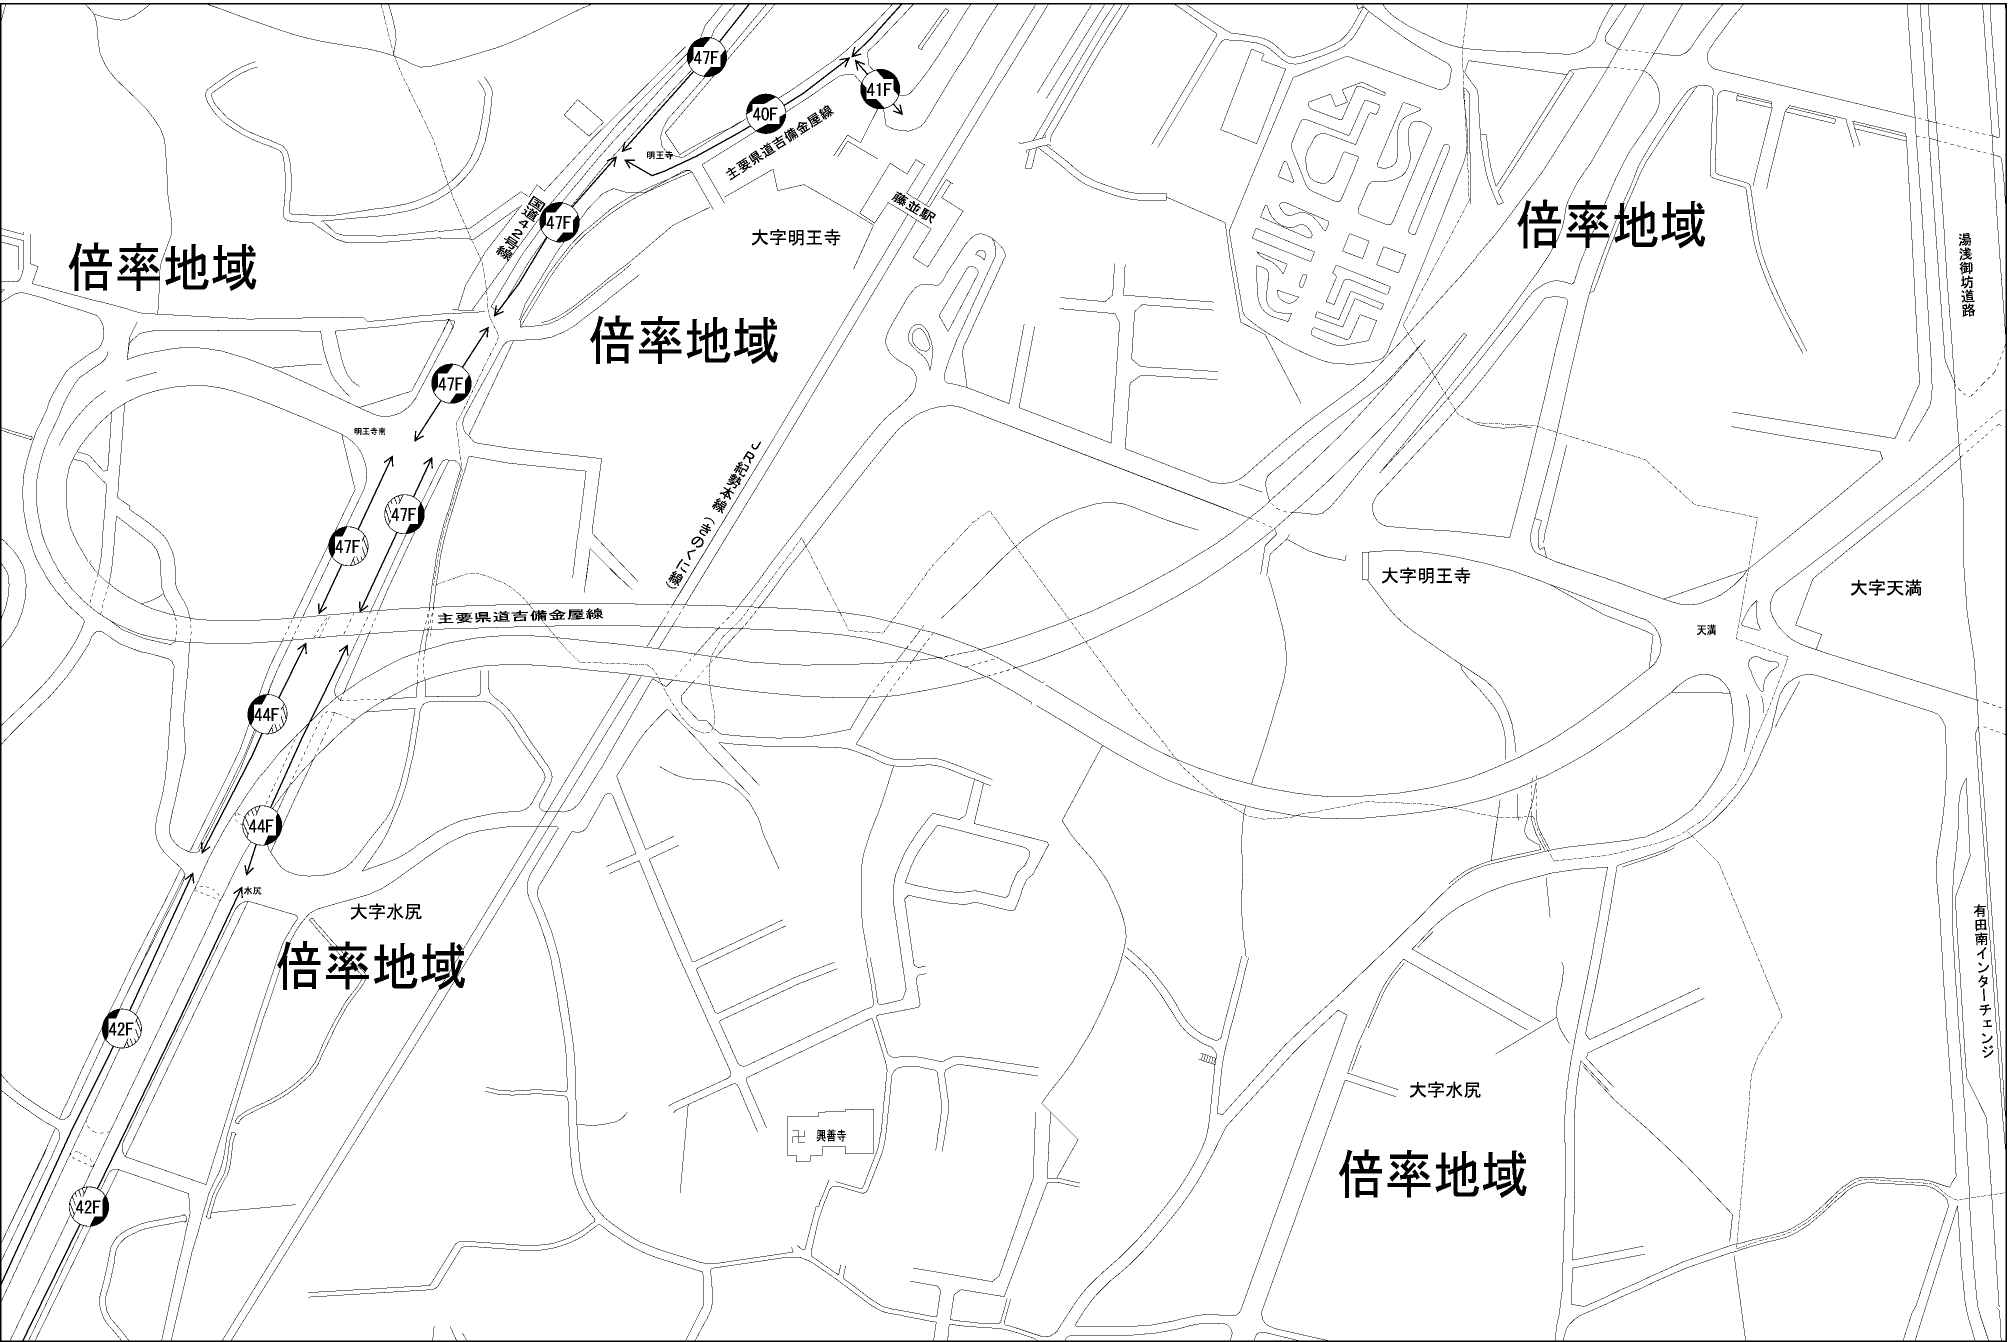 47F
41F
40F
主要県道吉備金屋線
明王寺
国道42号線
47F
藤並駅
大字明王寺
倍率地域
倍率地域
湯浅御坊道路
倍率地域
47F
明王寺南
JR紀勢本線(きのくに線)
47F
47F
大字明王寺
大字天満
主要県道吉備金屋線
天満
44F
44F
水尻
大字水尻
倍率地域
有田南インターチェンジ
42F
大字水尻
卍 興善寺
倍率地域
42F